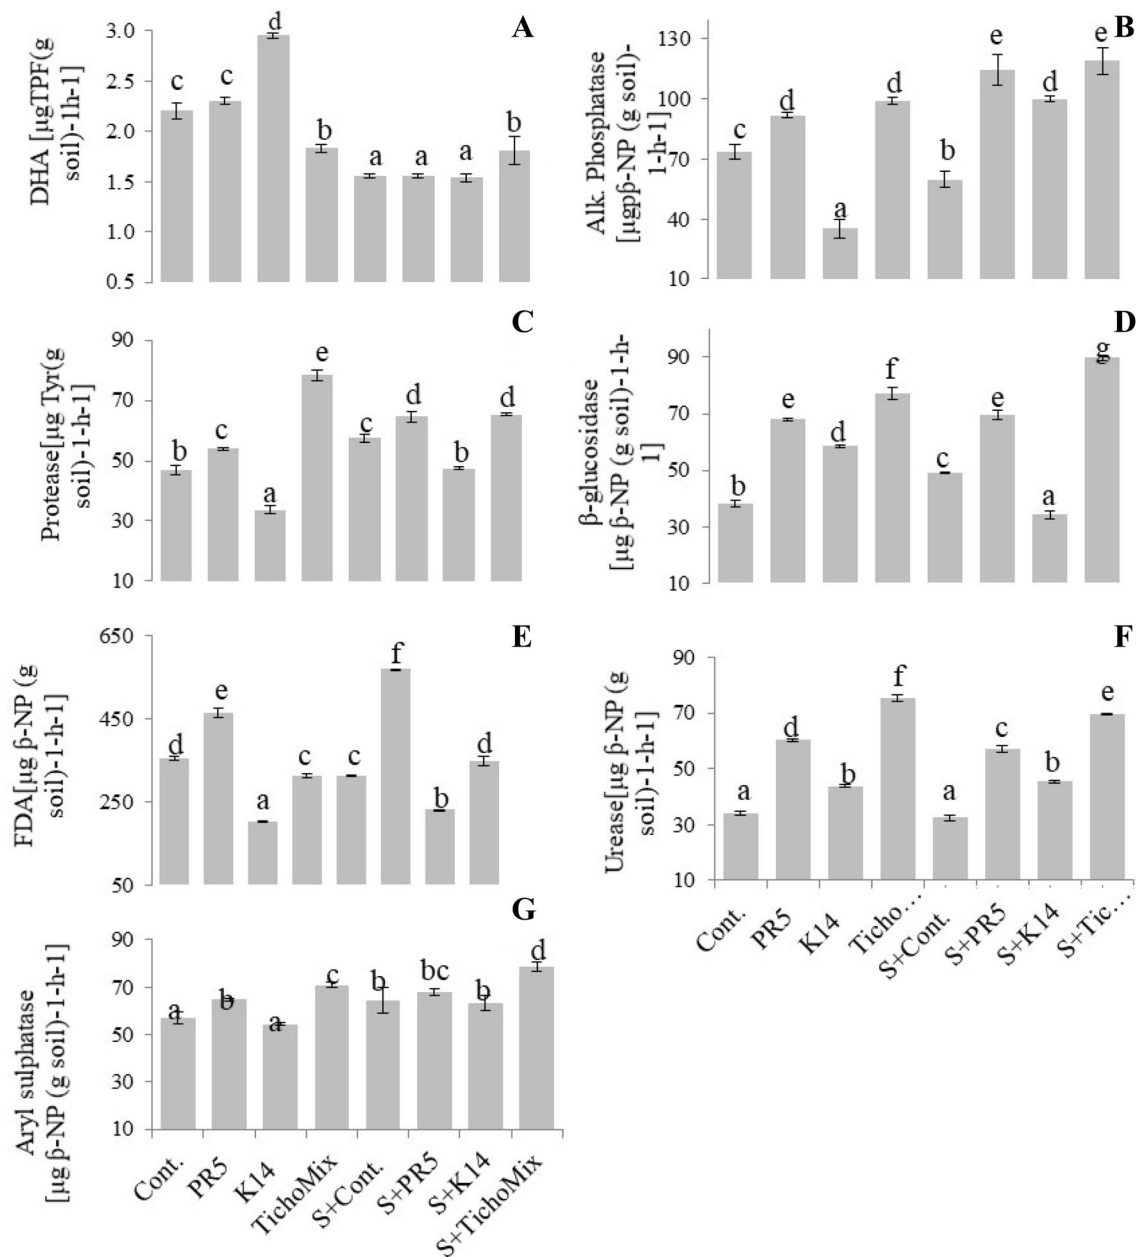 A
DHA [µgTPF(g
soil)-1h-1]
3.0
2.5
2.0
1.5
1.0
0.5
c
c
d
b
a
a
a
b
B
Alk. Phosphatase
[µgpβ-NP (g soil)-
1-h-1]
130
100
70
40
10
c
d
a
d
b
e
d
e
C
Protease[µg Tyr(g
soil)-1-h-1]
90
70
50
30
10
b
c
a
e
c
d
b
d
D
β-glucosidase
[µg β-NP (g soil)-1-h-
1]
90
70
50
30
10
b
e
d
f
c
e
a
g
E
FDA[µg β-NP (g
soil)-1-h-1]
650
450
250
50
d
e
a
c
c
f
b
d
F
Urease[µg β-NP (g
soil)-1-h-1]
90
70
50
30
10
a
d
b
f
a
c
b
e
Cont.
PR5
K14
Ticho...
S+Cont.
S+PR5
S+K14
S+Tic...
G
Aryl sulphatase
[µg β-NP (g soil)-1-h-1]
90
70
50
30
10
a
b
a
c
b
bc
b
d
Cont.
PR5
K14
TichoMix
S+Cont.
S+PR5
S+K14
S+TichoMix